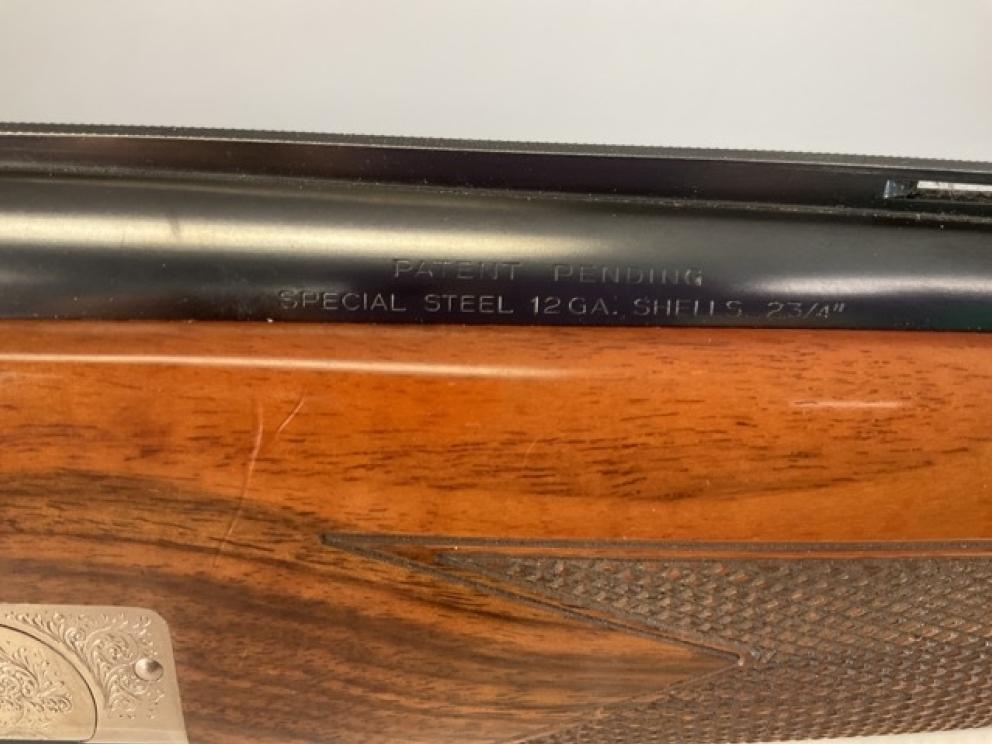 PATENT PENDING
SPECIAL STEEL 12 GA. SHELLS 2 3/4"